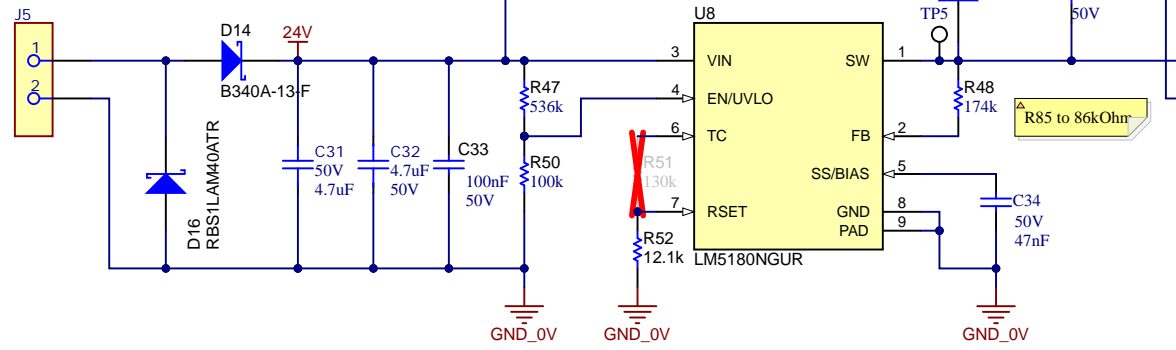 J5
1
2
D14
B340A-13-F
24V
D16
RBS1LAM40ATR
C31
50V
4.7uF
C32
4.7uF
50V
C33
100nF
50V
R47
536k
R50
100k
GND_0V
R51
130k
R52
12.1k
GND_0V
U8
3
VIN
4
EN/UVLO
6
TC
7
RSET
SW
1
FB
2
SS/BIAS
5
GND
8
PAD
9
LM5180NGUR
TP5
50V
R48
174k
R85 to 86kOhm
C34
50V
47nF
GND_0V